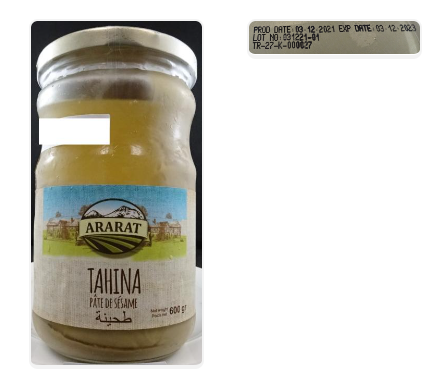 ARARAT
TAHINA
PÂTE DE SÉSAME
طحينة
600 gr
PROD DATE:03·12·2021 EXP DATE:03·12·2023
LOT NO:031221-01
TR-27-K-000627